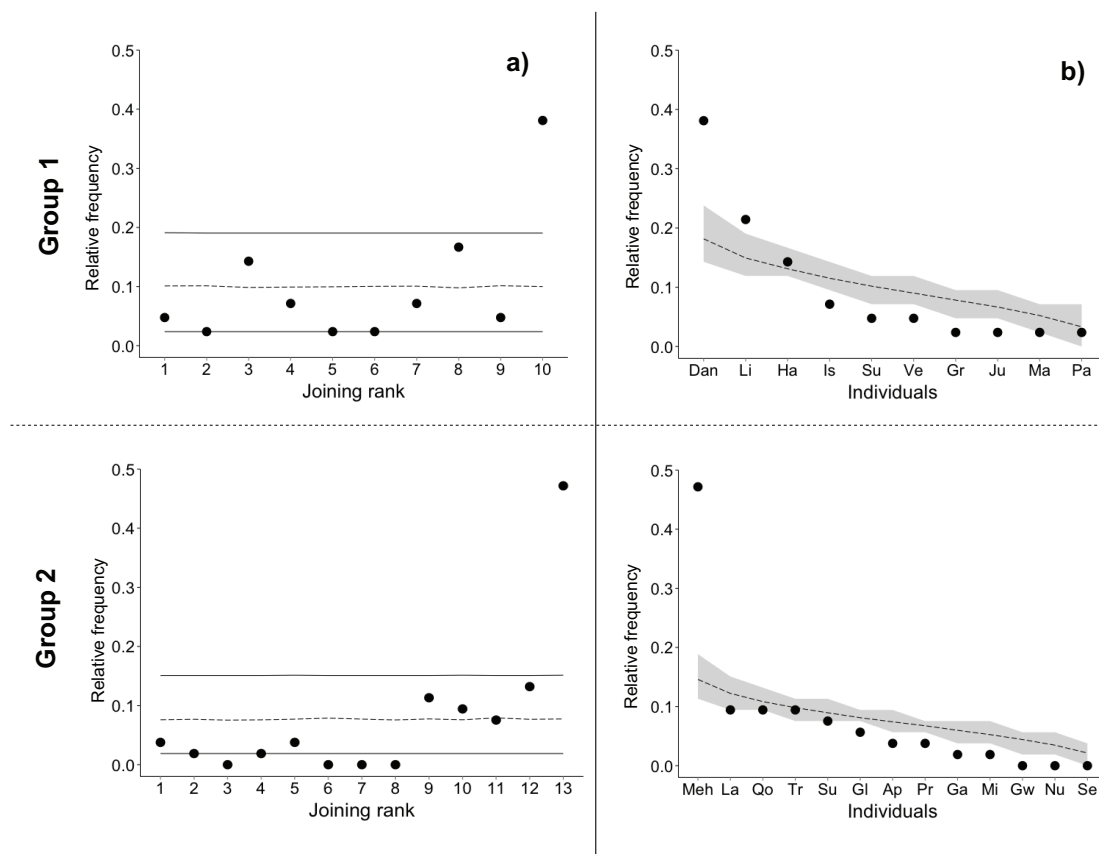 a)
b)
Group 1
Relative frequency
0.5
0.4
0.3
0.2
0.1
0.0
1 2 3 4 5 6 7 8 9 10
Joining rank
Relative frequency
0.5
0.4
0.3
0.2
0.1
0.0
Dan Li Ha Is Su Ve Gr Ju Ma Pa
Individuals
Group 2
Relative frequency
0.5
0.4
0.3
0.2
0.1
0.0
1 2 3 4 5 6 7 8 9 10 11 12 13
Joining rank
Relative frequency
0.5
0.4
0.3
0.2
0.1
0.0
Meh La Qo Tr Su Gl Ap Pr Ga Mi Gw Nu Se
Individuals